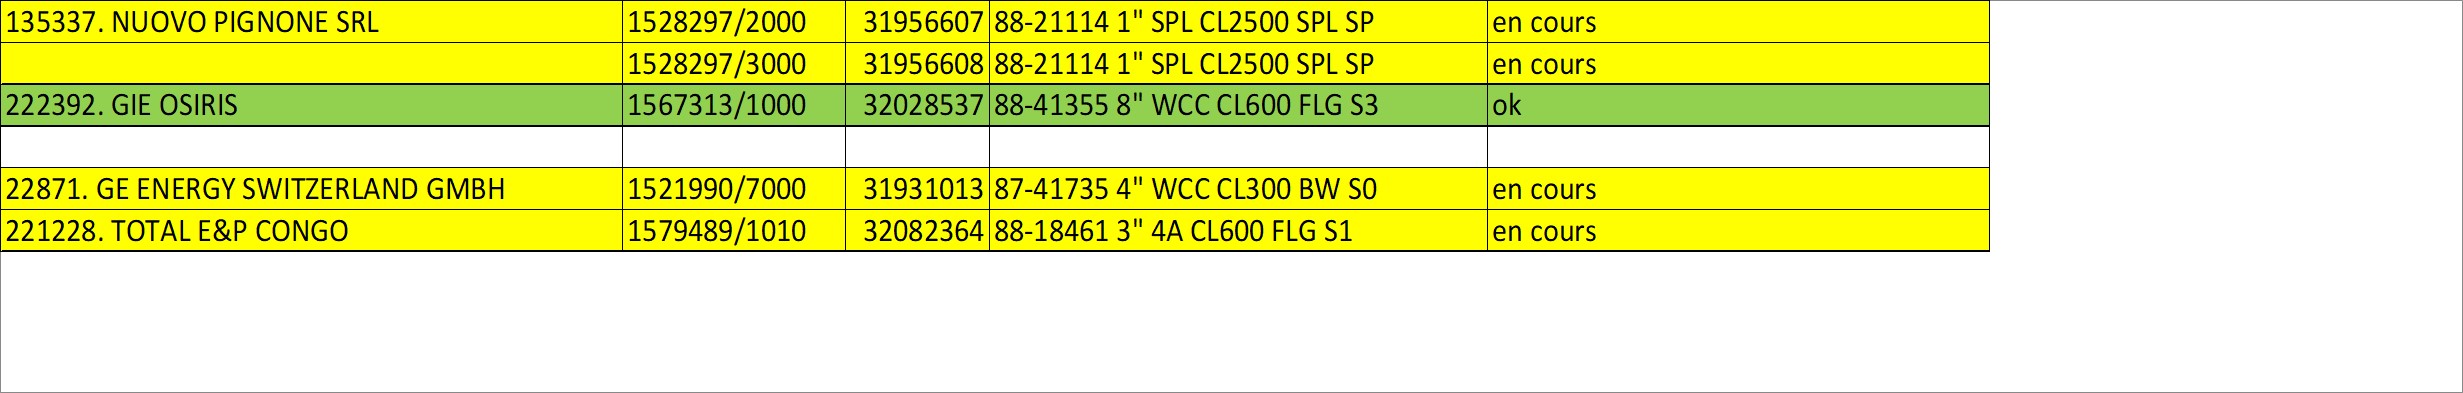 135337. NUOVO PIGNONE SRL 1528297/2000 31956607 88-21114 1" SPL CL2500 SPL SP en cours
1528297/3000 31956608 88-21114 1" SPL CL2500 SPL SP en cours
222392. GIE OSIRIS 1567313/1000 32028537 88-41355 8" WCC CL600 FLG S3 ok
22871. GE ENERGY SWITZERLAND GMBH 1521990/7000 31931013 87-41735 4" WCC CL300 BW S0 en cours
221228. TOTAL E&P CONGO 1579489/1010 32082364 88-18461 3" 4A CL600 FLG S1 en cours